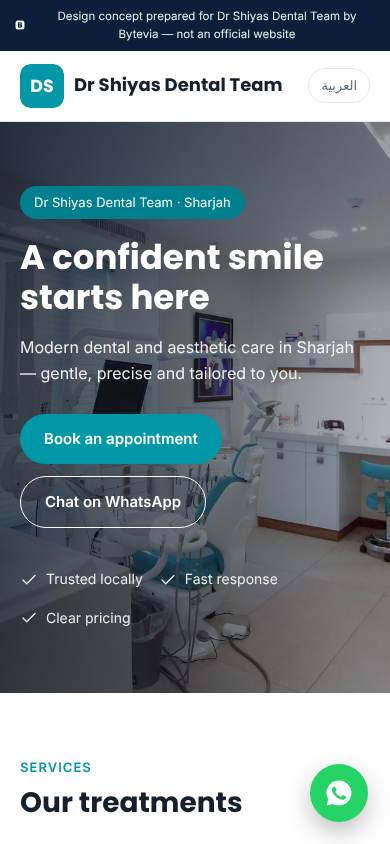 B
Design concept prepared for Dr Shiyas Dental Team by
Bytevia — not an official website
DS
Dr Shiyas Dental Team
العربية
Dr Shiyas Dental Team · Sharjah
A confident smile
starts here
Modern dental and aesthetic care in Sharjah
— gentle, precise and tailored to you.
Book an appointment
Chat on WhatsApp
Trusted locally
Fast response
Clear pricing
SERVICES
Our treatments